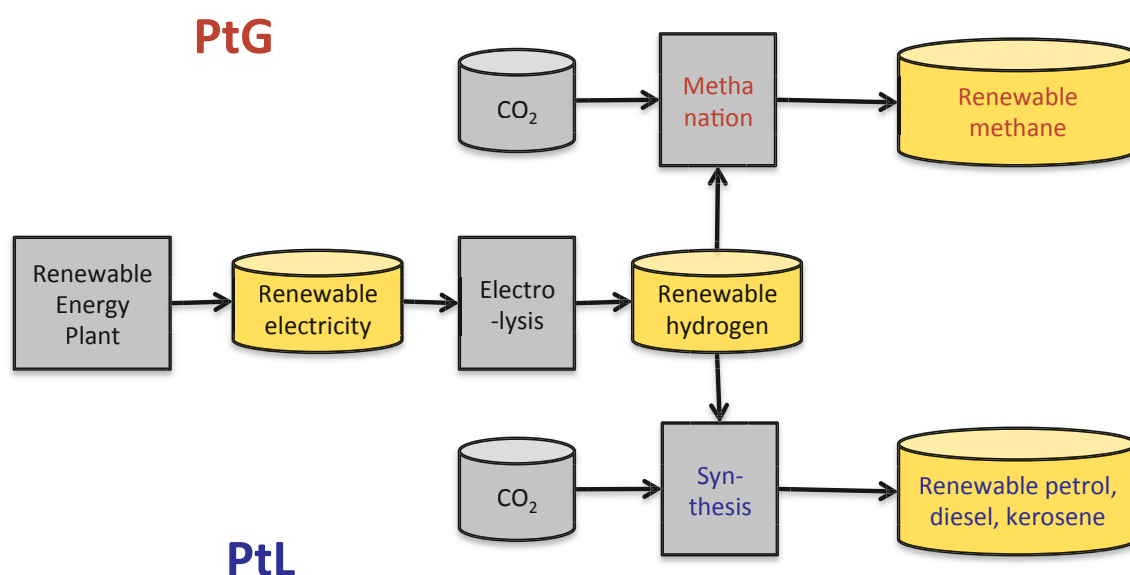 PtG
CO₂
Metha
nation
Renewable
methane
Renewable
Energy
Plant
Renewable
electricity
Electro
-lysis
Renewable
hydrogen
CO₂
Syn-
thesis
Renewable petrol,
diesel, kerosene
PtL